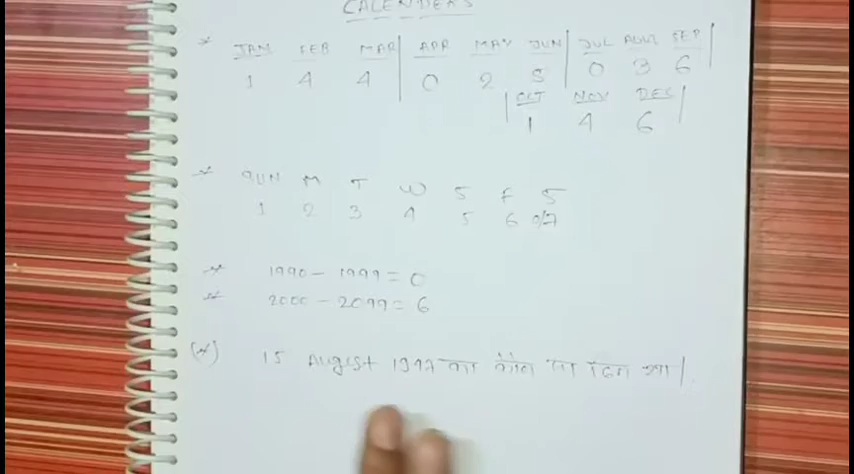 CALENDERS
* JAN FEB MAR | APR MAY JUN | JUL AUG SEP |
1 4 4 | 0 2 5 | 0 3 6 |
| OCT NOV DEC |
1 4 6
* SUN M T W S F S
1 2 3 4 5 6 0/7
* 1990 - 1999 = 0
* 2000 - 2099 = 6
(*) 15 August 1947 का कौन सा दिन था |